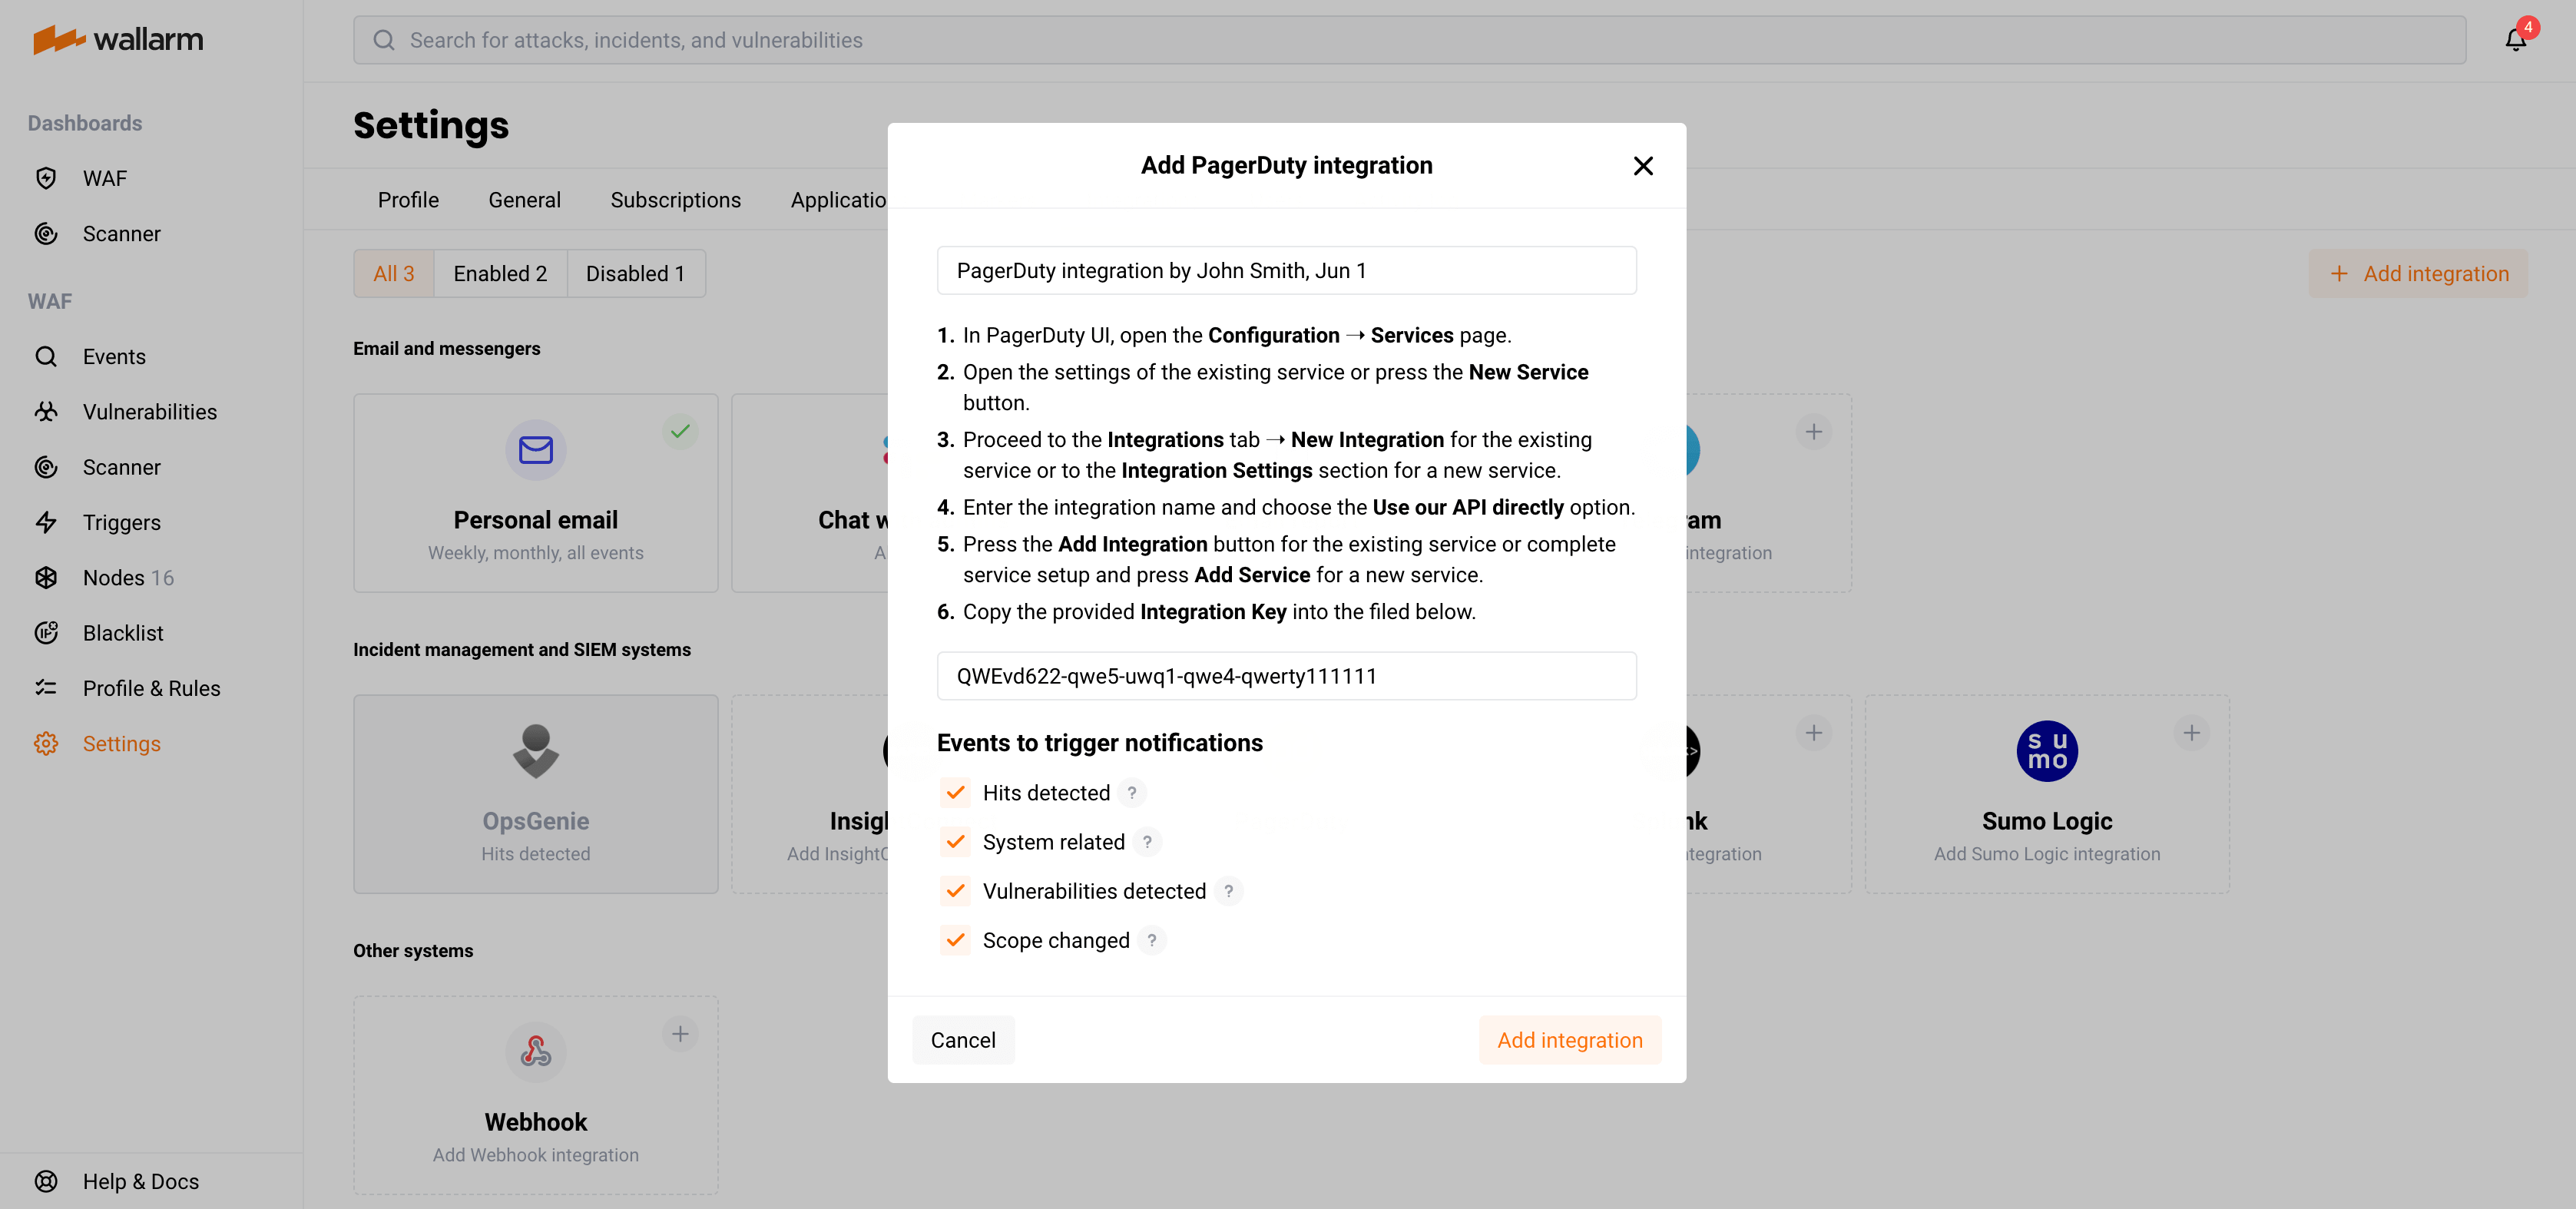 wallarm
Search for attacks, incidents, and vulnerabilities
4
Dashboards
WAF
Scanner
WAF
Events
Vulnerabilities
Scanner
Triggers
Nodes 16
Blacklist
Profile & Rules
Settings
Help & Docs
Settings
Profile General Subscriptions Applicatio
All 3 Enabled 2 Disabled 1
Add integration
Email and messengers
Personal email
Weekly, monthly, all events
Chat w
A
am
integration
Incident management and SIEM systems
OpsGenie
Hits detected
Insig
Add Insight
nk
tegration
su
mo
Sumo Logic
Add Sumo Logic integration
Other systems
Webhook
Add Webhook integration
Add PagerDuty integration
PagerDuty integration by John Smith, Jun 1
1. In PagerDuty UI, open the Configuration → Services page.
2. Open the settings of the existing service or press the New Service
button.
3. Proceed to the Integrations tab → New Integration for the existing
service or to the Integration Settings section for a new service.
4. Enter the integration name and choose the Use our API directly option.
5. Press the Add Integration button for the existing service or complete
service setup and press Add Service for a new service.
6. Copy the provided Integration Key into the filed below.
QWEvd622-qwe5-uwq1-qwe4-qwerty111111
Events to trigger notifications
Hits detected ?
System related ?
Vulnerabilities detected ?
Scope changed ?
Cancel
Add integration